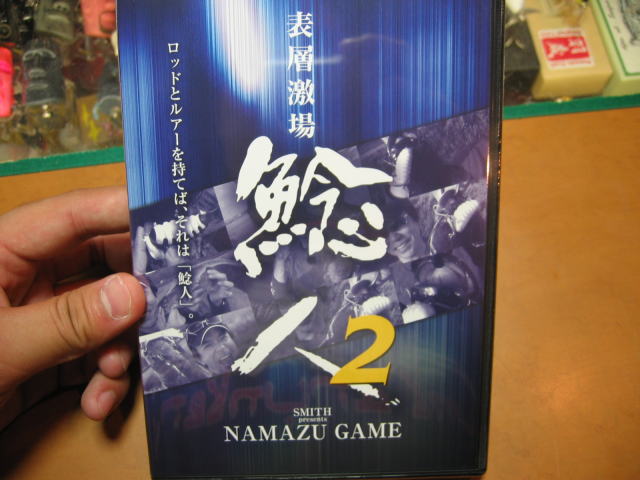 表層激場
ロッドとルアーを持てば、それは「鯰人」。
鯰人2
SMITH
presents
NAMAZU GAME